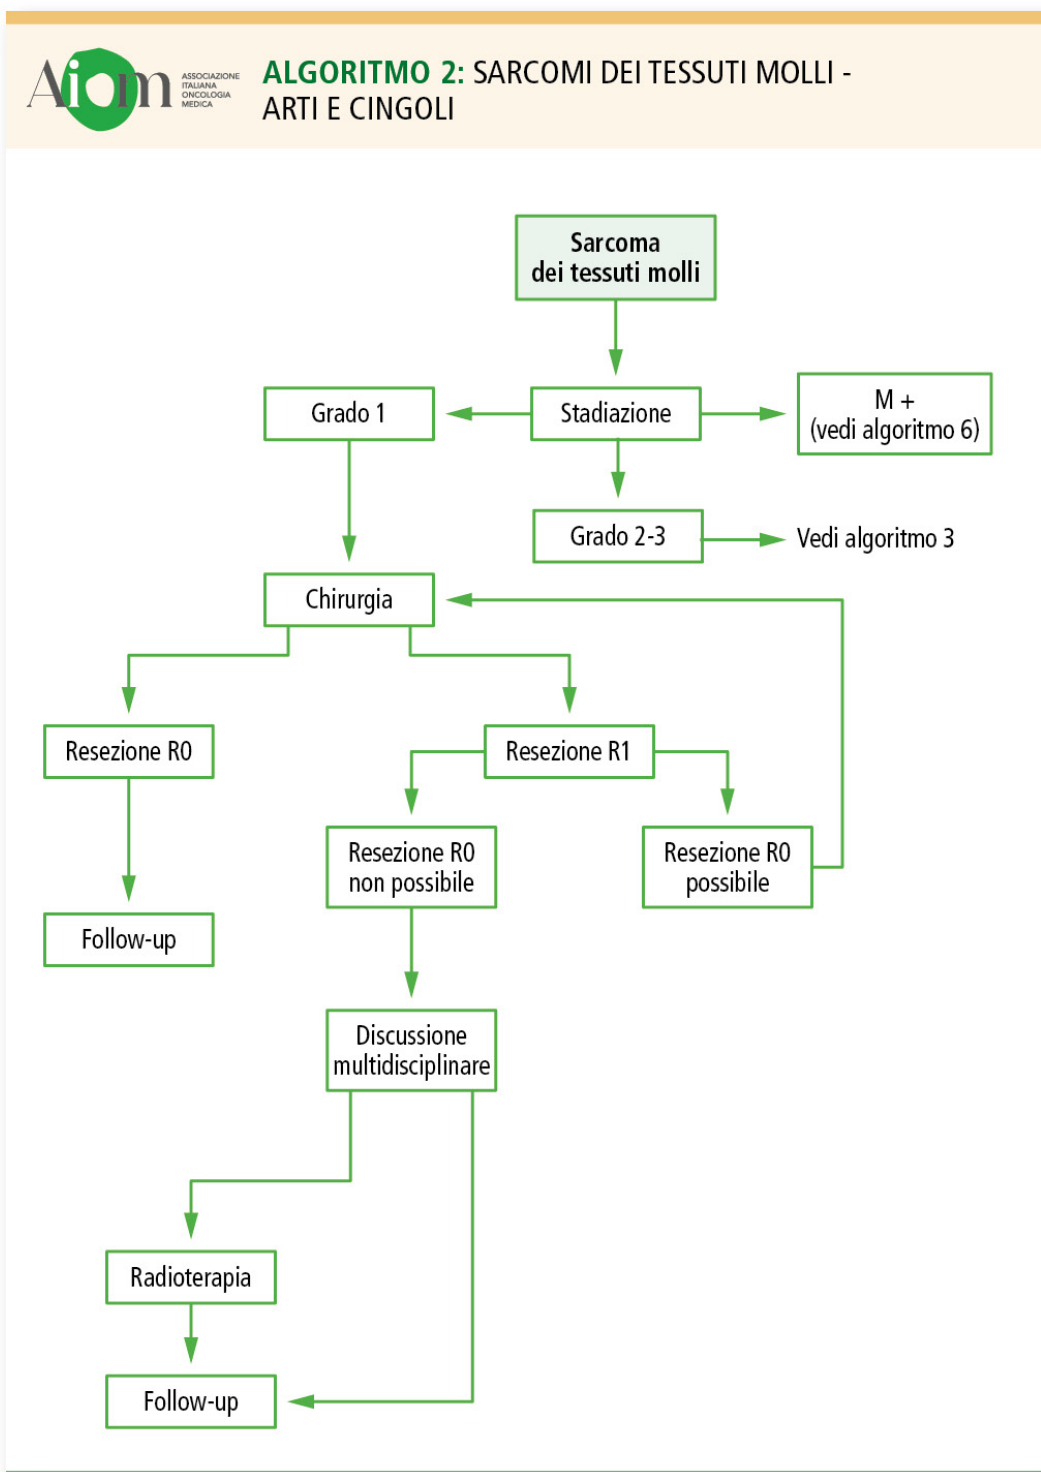 Aiom
ASSOCIAZIONE
ITALIANA
ONCOLOGIA
MEDICA
ALGORITMO 2: SARCOMI DEI TESSUTI MOLLI -
ARTI E CINGOLI
Sarcoma
dei tessuti molli
Grado 1
Stadiazione
M +
(vedi algoritmo 6)
Grado 2-3
Vedi algoritmo 3
Chirurgia
Resezione R0
Resezione R1
Resezione R0
non possibile
Resezione R0
possibile
Follow-up
Discussione
multidisciplinare
Radioterapia
Follow-up